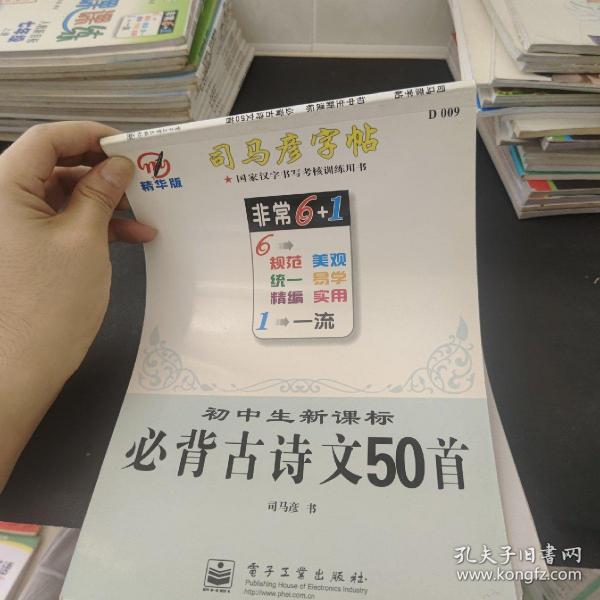 D 009
司马彦字帖
精华版
★ 国家汉字书写考核训练用书
非常6+1
6
规范 美观
统一 易学
精编 实用
1 一流
初中生新课标
必背古诗文50首
司马彦 书
電子工業出版社
Publishing House of Electronics Industry
http://www.phei.com.cn
孔夫子旧书网
www.kongfz.com